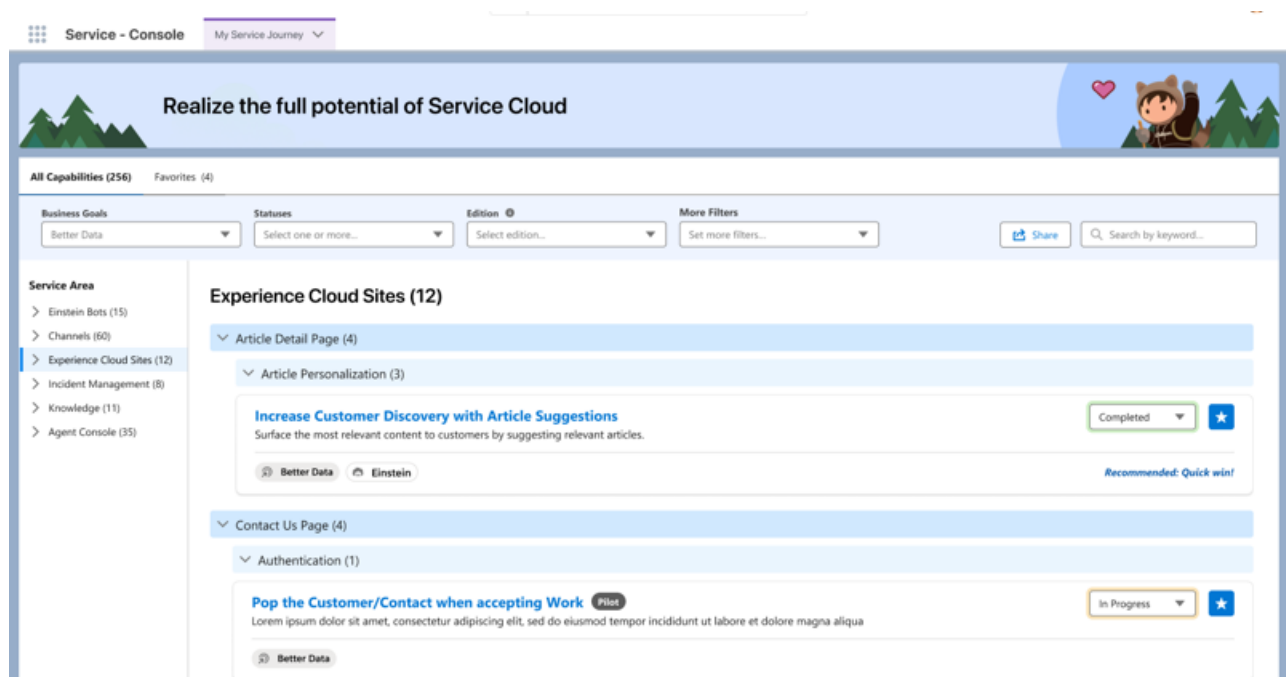 Service - Console
My Service Journey
Realize the full potential of Service Cloud
All Capabilities (256)
Favorites (4)
Business Goals
Statuses
Edition
More Filters
Better Data
Select one or more...
Select edition...
Set more filters...
Share
Search by keyword...
Service Area
Einstein Bots (15)
Channels (60)
Experience Cloud Sites (12)
Incident Management (8)
Knowledge (11)
Agent Console (35)
Experience Cloud Sites (12)
Article Detail Page (4)
Article Personalization (3)
Increase Customer Discovery with Article Suggestions
Completed
Surface the most relevant content to customers by suggesting relevant articles.
Better Data
Einstein
Recommended: Quick win!
Contact Us Page (4)
Authentication (1)
Pop the Customer/Contact when accepting Work
Pilot
In Progress
Lorem ipsum dolor sit amet, consectetur adipiscing elit, sed do eiusmod tempor incididunt ut labore et dolore magna aliqua
Better Data